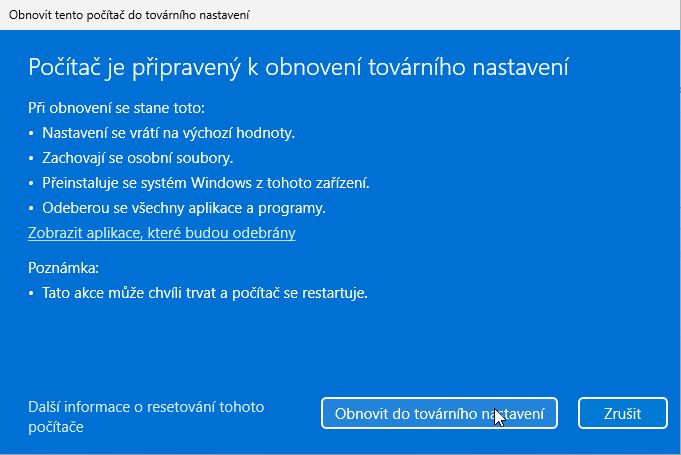 Obnovit tento počítač do továrního nastavení
Počítač je připravený k obnovení továrního nastavení
Při obnovení se stane toto:
• Nastavení se vrátí na výchozí hodnoty.
• Zachovají se osobní soubory.
• Přeinstaluje se systém Windows z tohoto zařízení.
• Odeberou se všechny aplikace a programy.
Zobrazit aplikace, které budou odebrány
Poznámka:
• Tato akce může chvíli trvat a počítač se restartuje.
Další informace o resetování tohoto
počítače
Obnovit do továrního nastavení
Zrušit